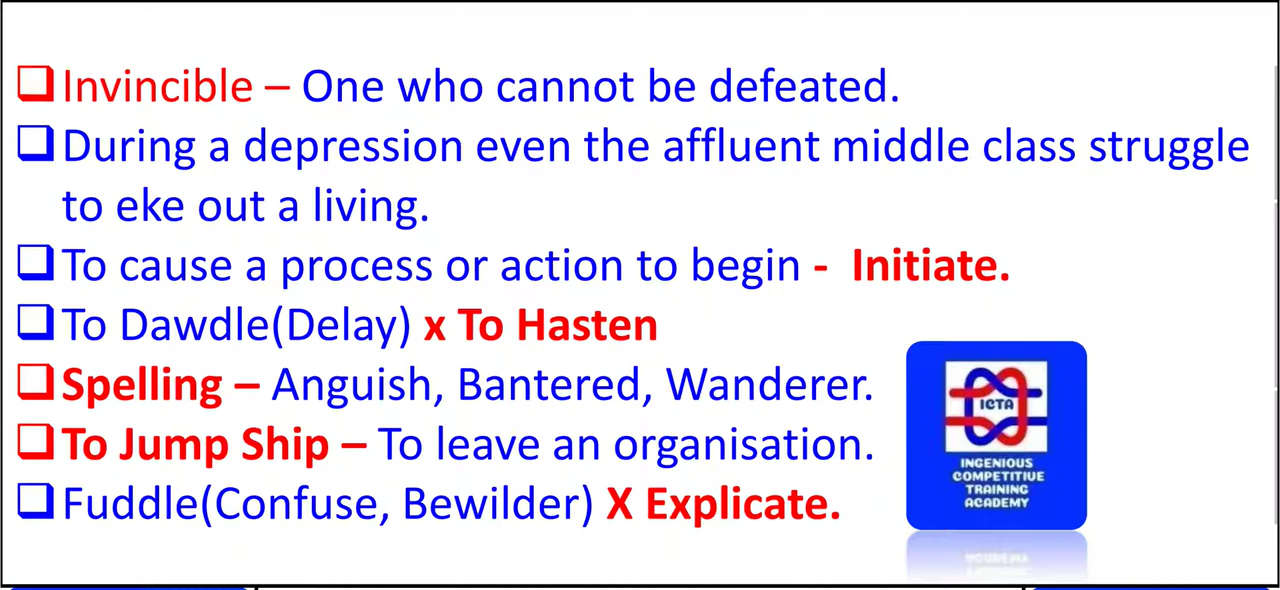 Invincible – One who cannot be defeated.
During a depression even the affluent middle class struggle
to eke out a living.
To cause a process or action to begin - Initiate.
To Dawdle(Delay) x To Hasten
Spelling – Anguish, Bantered, Wanderer.
To Jump Ship – To leave an organisation.
Fuddle(Confuse, Bewilder) X Explicate.
ICTA
INGENIOUS
COMPETITIVE
TRAINING
ACADEMY